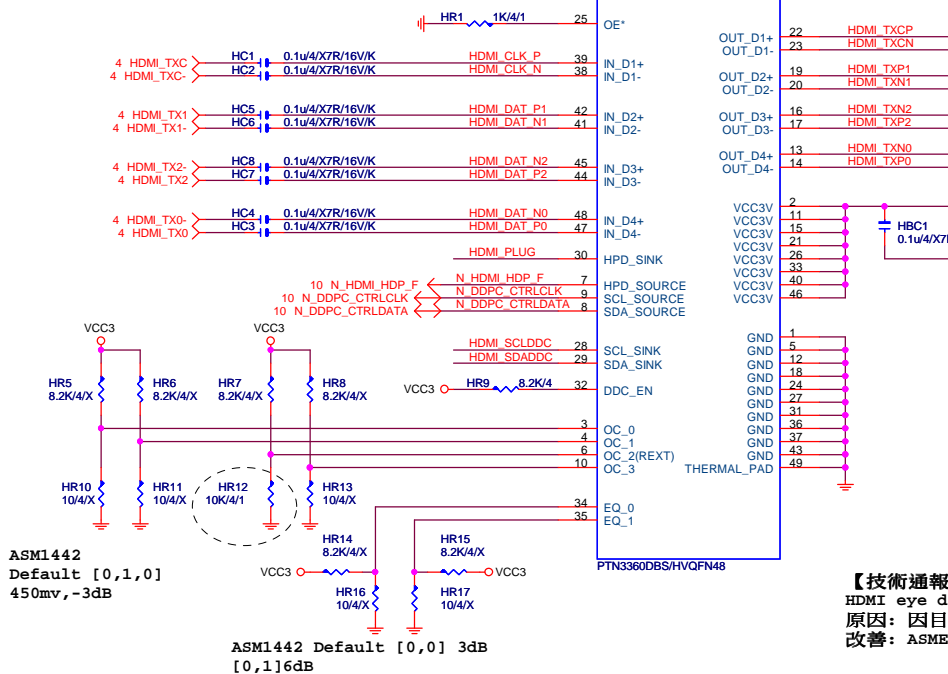 HR1 1K/4/1 25 OE*
OUT_D1+ 22 HDMI_TXCP
OUT_D1- 23 HDMI_TXCN
4 HDMI_TXC HC1 0.1u/4/X7R/16V/K HDMI_CLK_P 39 IN_D1+
4 HDMI_TXC- HC2 0.1u/4/X7R/16V/K HDMI_CLK_N 38 IN_D1-
OUT_D2+ 19 HDMI_TXP1
OUT_D2- 20 HDMI_TXN1
4 HDMI_TX1 HC5 0.1u/4/X7R/16V/K HDMI_DAT_P1 42 IN_D2+
4 HDMI_TX1- HC6 0.1u/4/X7R/16V/K HDMI_DAT_N1 41 IN_D2-
OUT_D3+ 16 HDMI_TXN2
OUT_D3- 17 HDMI_TXP2
4 HDMI_TX2- HC8 0.1u/4/X7R/16V/K HDMI_DAT_N2 45 IN_D3+
4 HDMI_TX2 HC7 0.1u/4/X7R/16V/K HDMI_DAT_P2 44 IN_D3-
OUT_D4+ 13 HDMI_TXN0
OUT_D4- 14 HDMI_TXP0
4 HDMI_TX0- HC4 0.1u/4/X7R/16V/K HDMI_DAT_N0 48 IN_D4+
4 HDMI_TX0 HC3 0.1u/4/X7R/16V/K HDMI_DAT_P0 47 IN_D4-
VCC3V 2
VCC3V 11
VCC3V 15
VCC3V 21
VCC3V 26
VCC3V 33
VCC3V 40
VCC3V 46
HBC1
0.1u/4/X7
HDMI_PLUG 30 HPD_SINK
10 N_HDMI_HDP_F N_HDMI_HDP_F 7 HPD_SOURCE
10 N_DDPC_CTRLCLK N_DDPC_CTRLCLK 9 SCL_SOURCE
10 N_DDPC_CTRLDATA N_DDPC_CTRLDATA 8 SDA_SOURCE
HDMI_SCLDDC 28 SCL_SINK
HDMI_SDADDC 29 SDA_SINK
VCC3 HR9 8.2K/4 32 DDC_EN
GND 1
GND 5
GND 12
GND 18
GND 24
GND 27
GND 31
GND 36
GND 37
GND 43
THERMAL_PAD 49
VCC3 VCC3
HR5 8.2K/4/X
HR6 8.2K/4/X
HR7 8.2K/4/X
HR8 8.2K/4/X
3 OC_0
4 OC_1
6 OC_2(REXT)
10 OC_3
HR10 10/4/X
HR11 10/4/X
HR12 10K/4/1
HR13 10/4/X
34 EQ_0
35 EQ_1
HR14 8.2K/4/X
HR15 8.2K/4/X
VCC3 VCC3
HR16 10/4/X
HR17 10/4/X
PTN3360DBS/HVQFN48
ASM1442
Default [0,1,0]
450mv,-3dB
ASM1442 Default [0,0] 3dB
[0,1]6dB
【技術通報
HDMI eye d
原因: 因目
改善: ASME